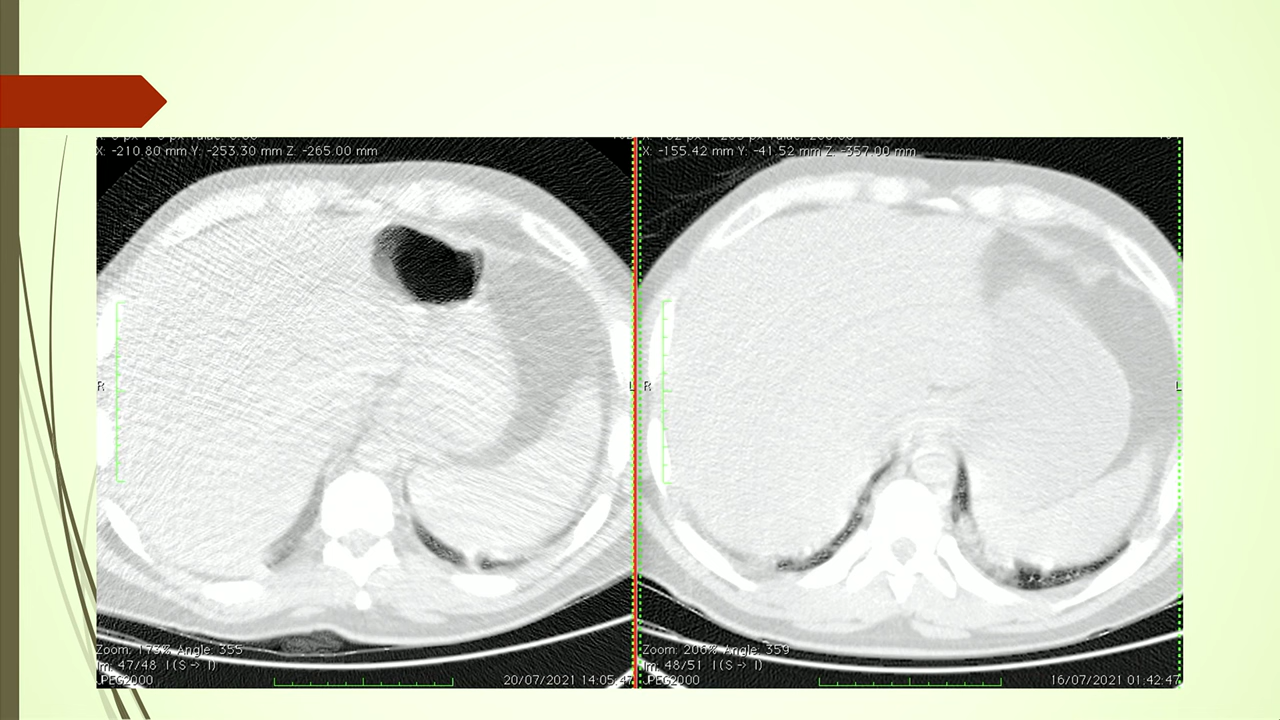 X: -210.80 mm Y: -253.30 mm Z: -265.00 mm
R
L
Zoom: 173% Angle: 355
Im: 47/48 I (S -> I)
JPEG2000
20/07/2021 14:05:47
X: -155.42 mm Y: -41.52 mm Z: -357.00 mm
R
L
Zoom: 206% Angle: 359
Im: 48/51 I (S -> I)
JPEG2000
16/07/2021 01:42:47